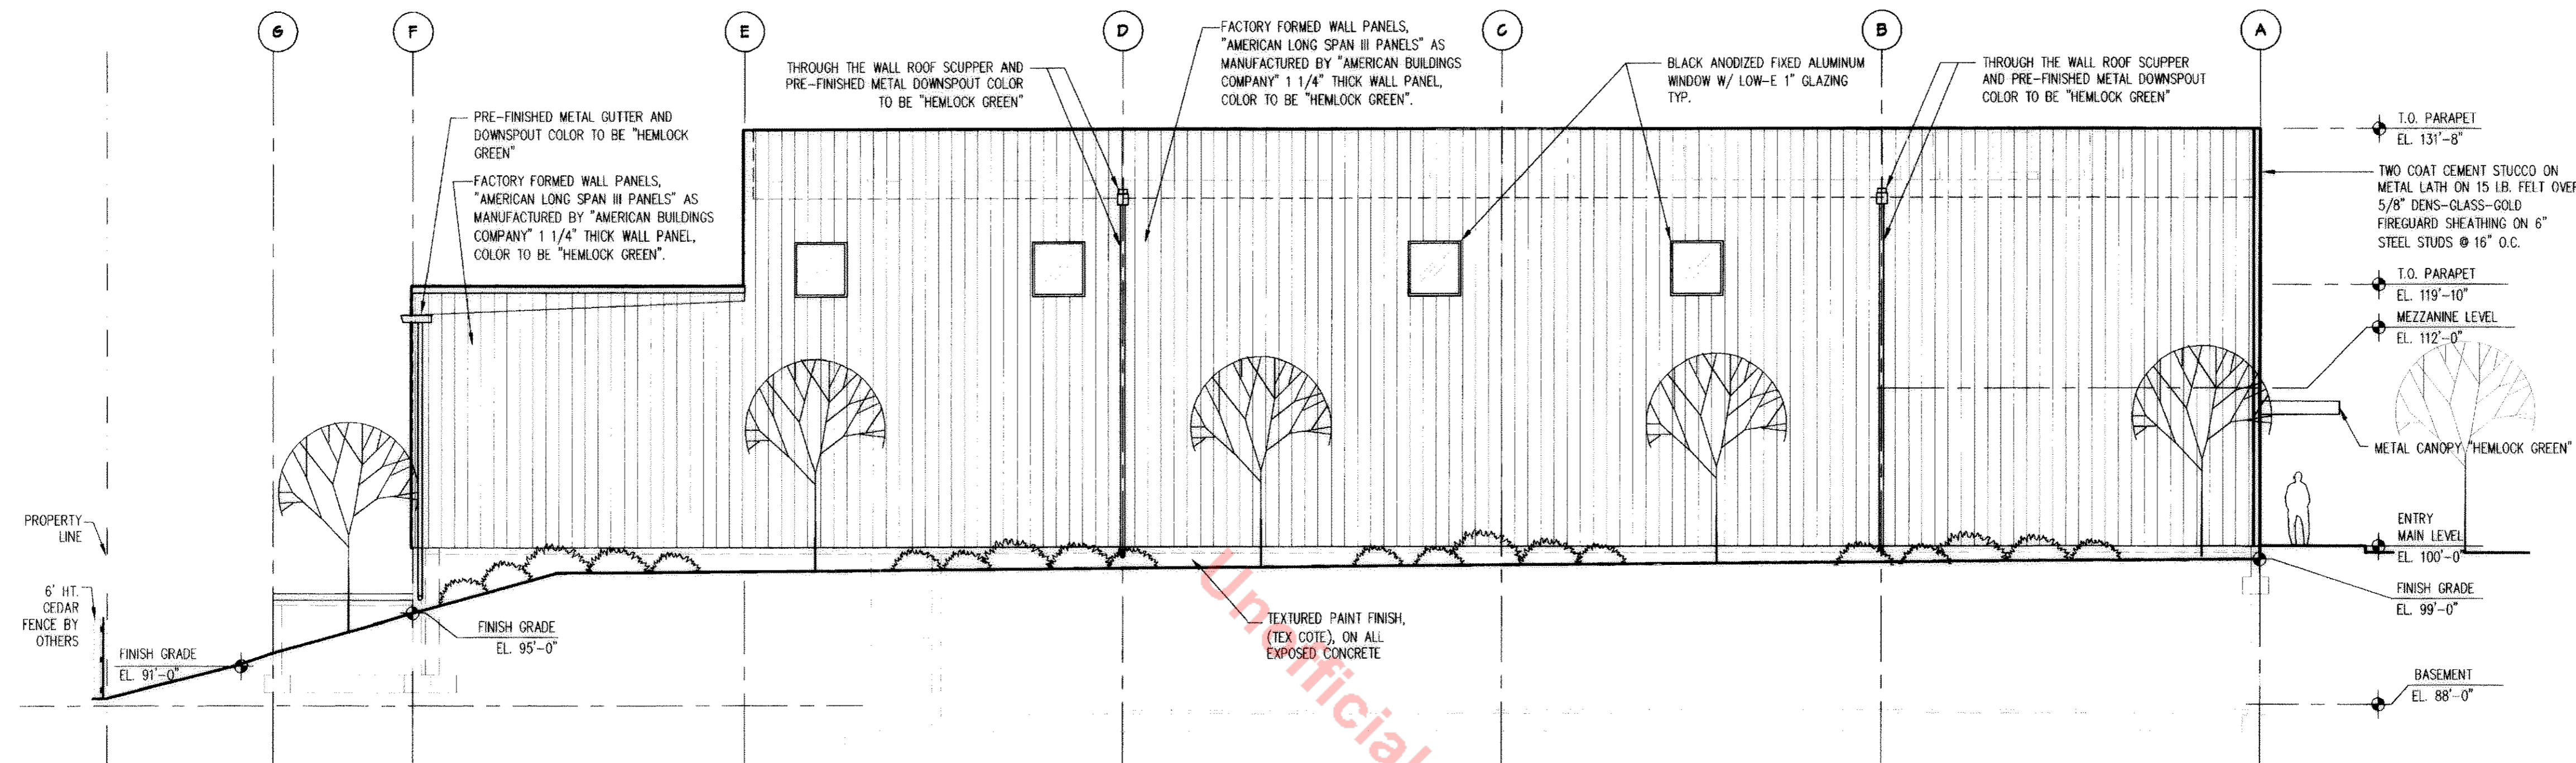 G
F
E
D
C
B
A
FACTORY FORMED WALL PANELS,
"AMERICAN LONG SPAN III PANELS" AS
MANUFACTURED BY "AMERICAN BUILDINGS
COMPANY" 1 1/4" THICK WALL PANEL,
COLOR TO BE "HEMLOCK GREEN".
THROUGH THE WALL ROOF SCUPPER AND
PRE-FINISHED METAL DOWNSPOUT COLOR
TO BE "HEMLOCK GREEN"
BLACK ANODIZED FIXED ALUMINUM
WINDOW W/ LOW-E 1" GLAZING
TYP.
THROUGH THE WALL ROOF SCUPPER
AND PRE-FINISHED METAL DOWNSPOUT
COLOR TO BE "HEMLOCK GREEN"
PRE-FINISHED METAL GUTTER AND
DOWNSPOUT COLOR TO BE "HEMLOCK
GREEN"
FACTORY FORMED WALL PANELS,
"AMERICAN LONG SPAN III PANELS" AS
MANUFACTURED BY "AMERICAN BUILDINGS
COMPANY" 1 1/4" THICK WALL PANEL,
COLOR TO BE "HEMLOCK GREEN".
T.O. PARAPET
EL. 131'-8"
TWO COAT CEMENT STUCCO ON
METAL LATH ON 15 LB. FELT OVER
5/8" DENS-GLASS-GOLD
FIREGUARD SHEATHING ON 6"
STEEL STUDS @ 16" O.C.
T.O. PARAPET
EL. 119'-10"
MEZZANINE LEVEL
EL. 112'-0"
METAL CANOPY "HEMLOCK GREEN"
PROPERTY
LINE
ENTRY
MAIN LEVEL
EL. 100'-0"
FINISH GRADE
EL. 99'-0"
6' HT.
CEDAR
FENCE BY
OTHERS
FINISH GRADE
EL. 91'-0"
FINISH GRADE
EL. 95'-0"
TEXTURED PAINT FINISH,
(TEX COTE), ON ALL
EXPOSED CONCRETE
BASEMENT
EL. 88'-0"
Unofficial